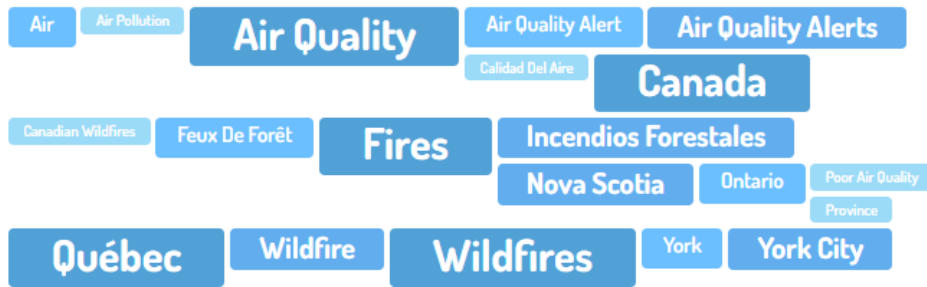 Air Air Pollution Air Quality Air Quality Alert Air Quality Alerts
Calidad Del Aire Canada
Canadian Wildfires Feux De Forêt Fires Incendios Forestales
Nova Scotia Ontario Poor Air Quality
Province
Québec Wildfire Wildfires York York City